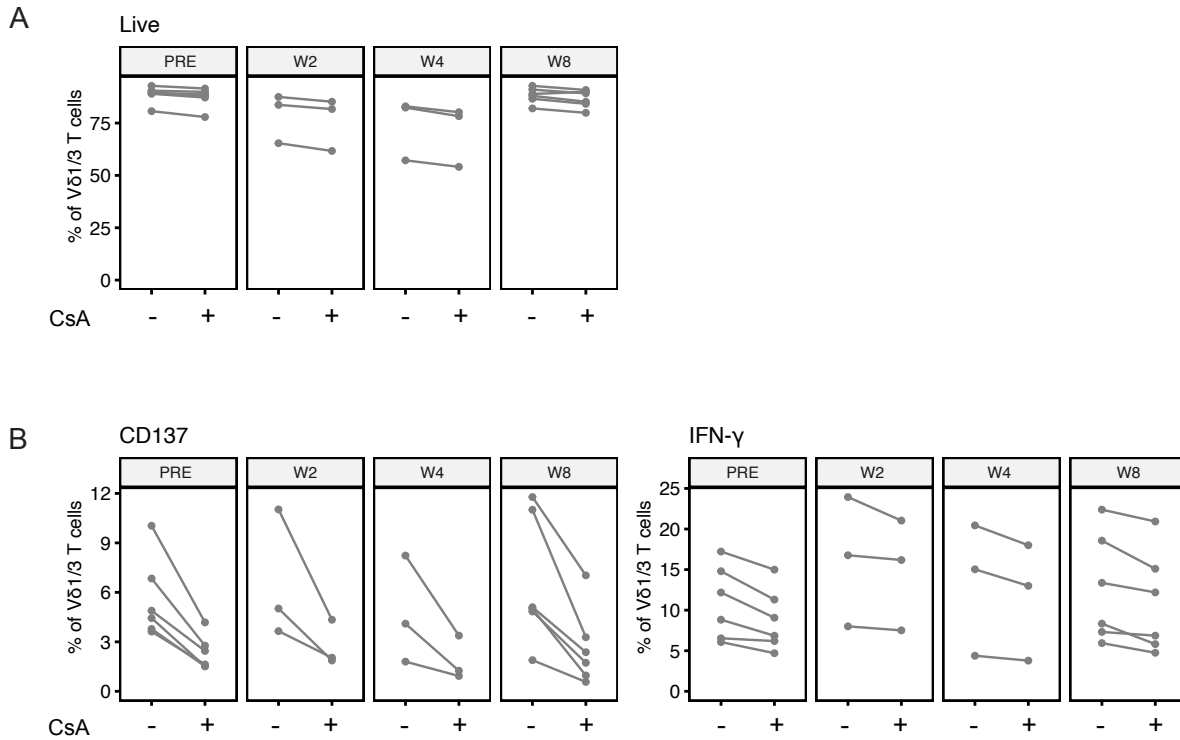 A
Live
PRE W2 W4 W8
% of Vδ1/3 T cells
75
50
25
0
CsA - + - + - + - +
B
CD137
PRE W2 W4 W8
% of Vδ1/3 T cells
12
9
6
3
0
CsA - + - + - + - +
IFN-γ
PRE W2 W4 W8
% of Vδ1/3 T cells
25
20
15
10
5
0
- + - + - + - +